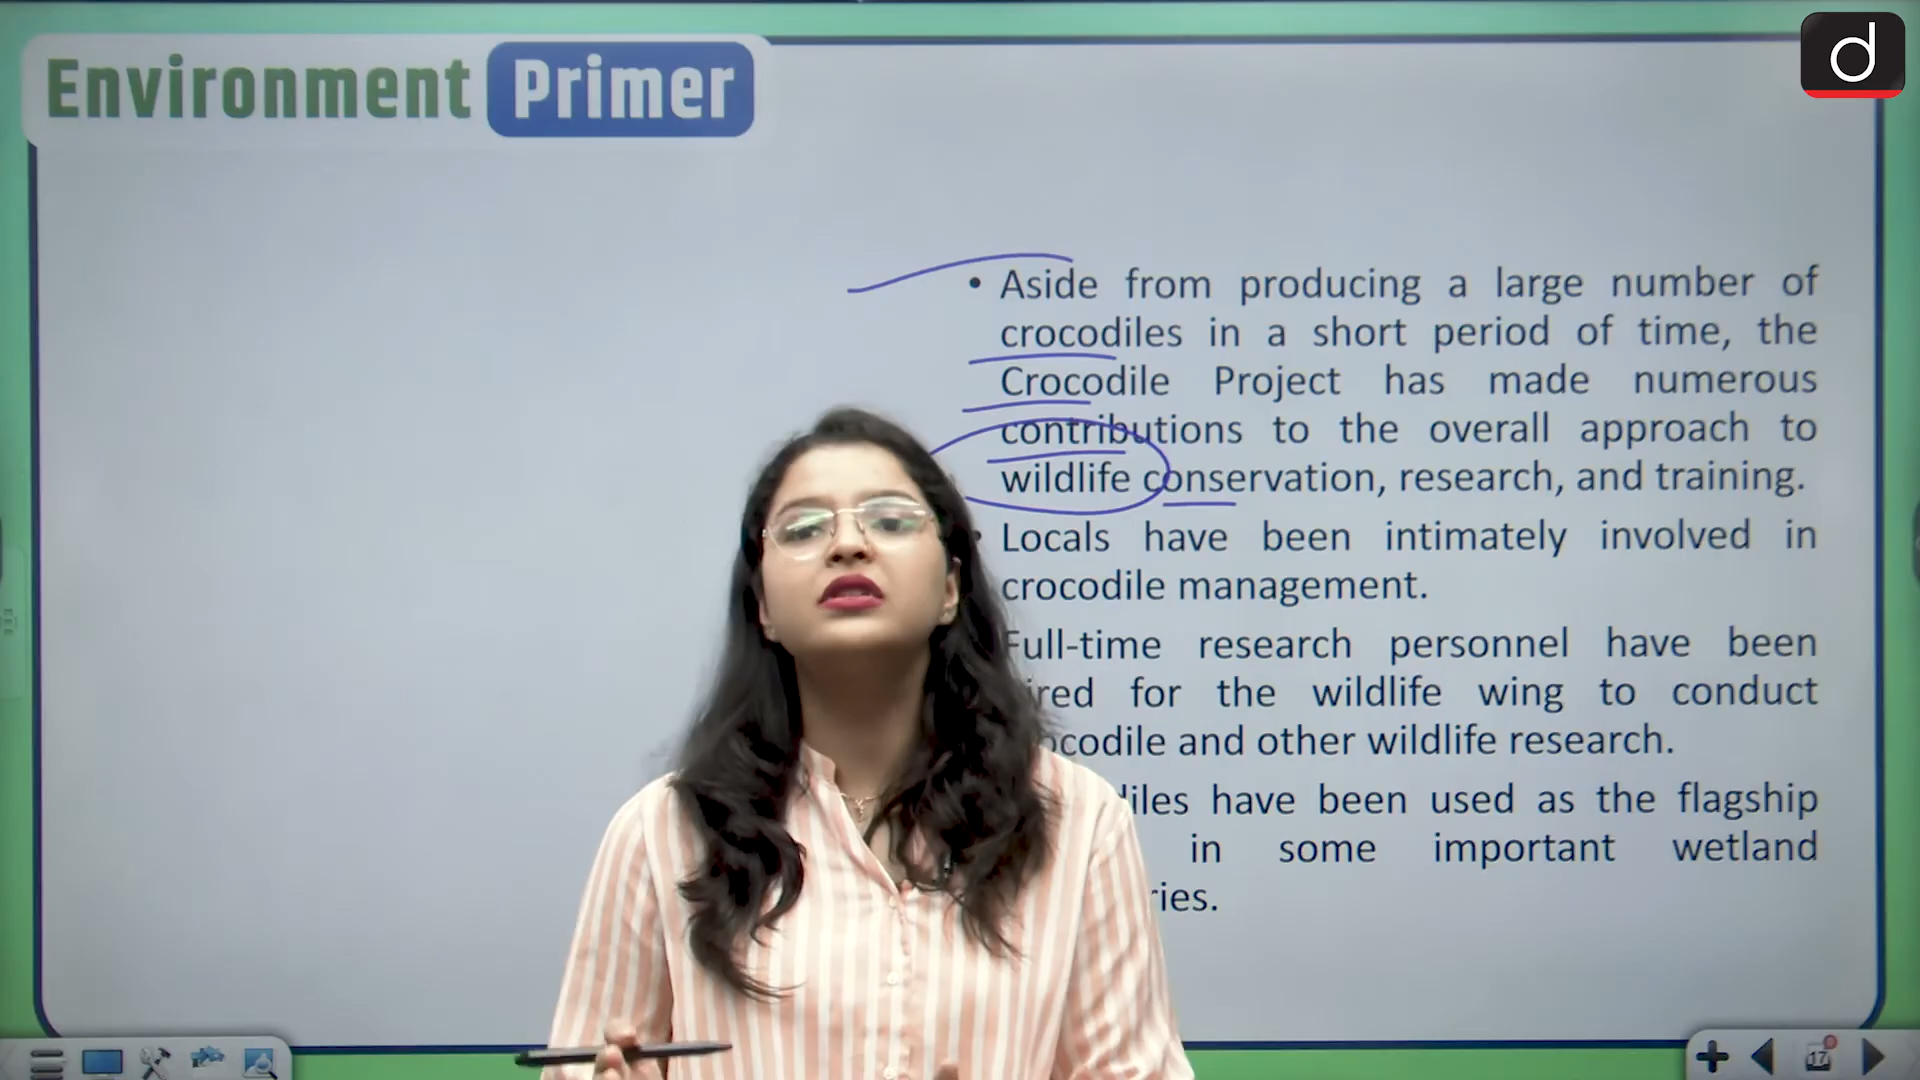 Environment Primer
d
• Aside from producing a large number of
crocodiles in a short period of time, the
Crocodile Project has made numerous
contributions to the overall approach to
wildlife conservation, research, and training.
Locals have been intimately involved in
crocodile management.
Full-time research personnel have been
for the wildlife wing to conduct
and other wildlife research.
have been used as the flagship
in some important wetland
17